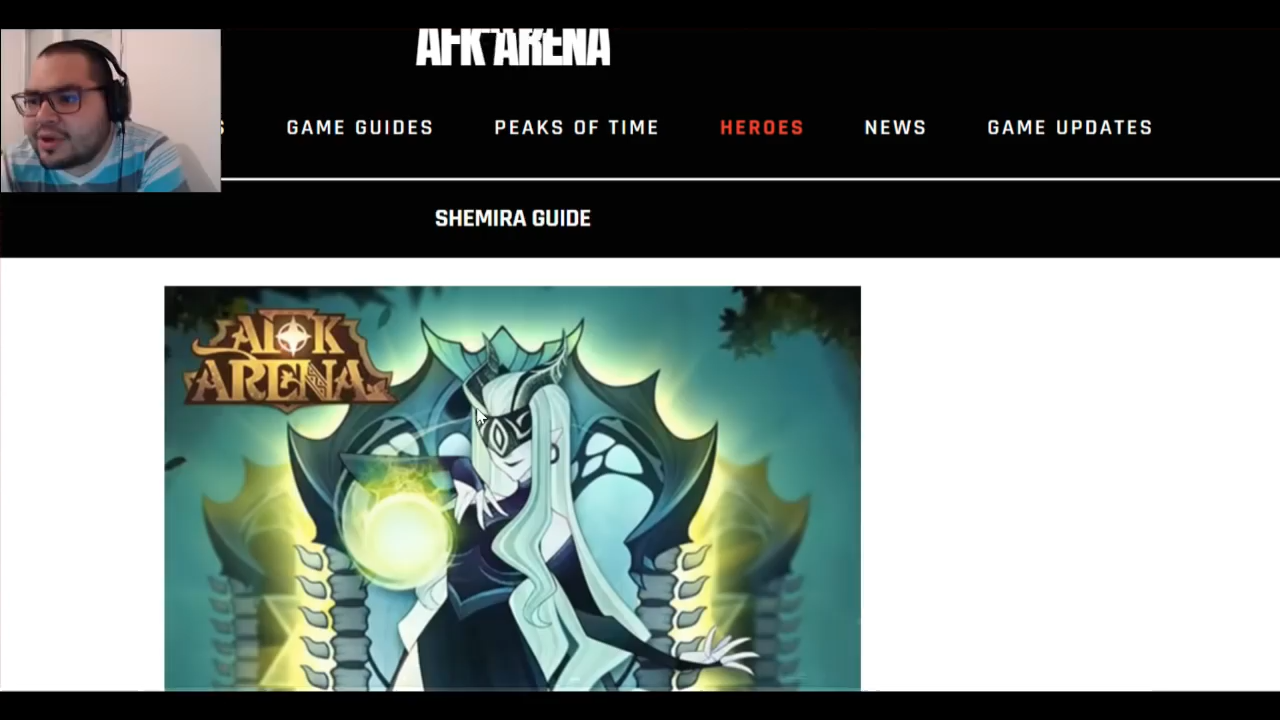 AFK ARENA
S GAME GUIDES PEAKS OF TIME HEROES NEWS GAME UPDATES
SHEMIRA GUIDE
AFK
ARENA